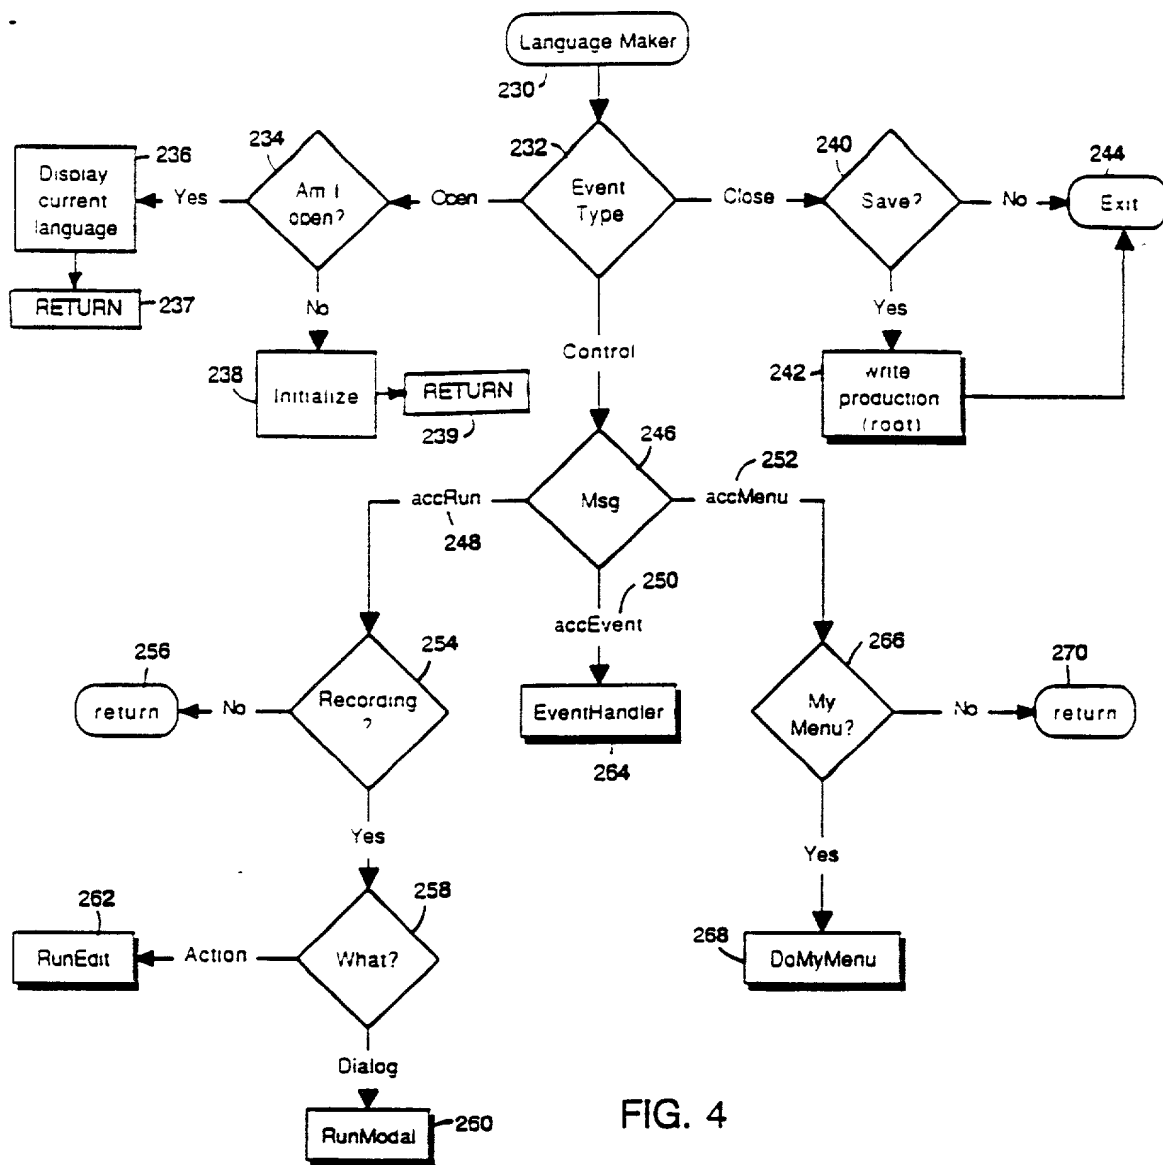 Language Maker
230
234
232
240
236
244
Display
current
language
Yes
Am I
open?
Open
Event
Type
Close
Save?
No
Exit
RETURN
237
No
Yes
Control
238
Initialize
RETURN
239
242
write
production
(root)
246
252
accRun
Msg
accMenu
248
250
accEvent
256
254
266
270
return
No
Recording
?
EventHandler
264
My
Menu?
No
return
Yes
Yes
262
258
268
RunEdit
Action
What?
DoMyMenu
Dialog
RunModal
260
FIG. 4